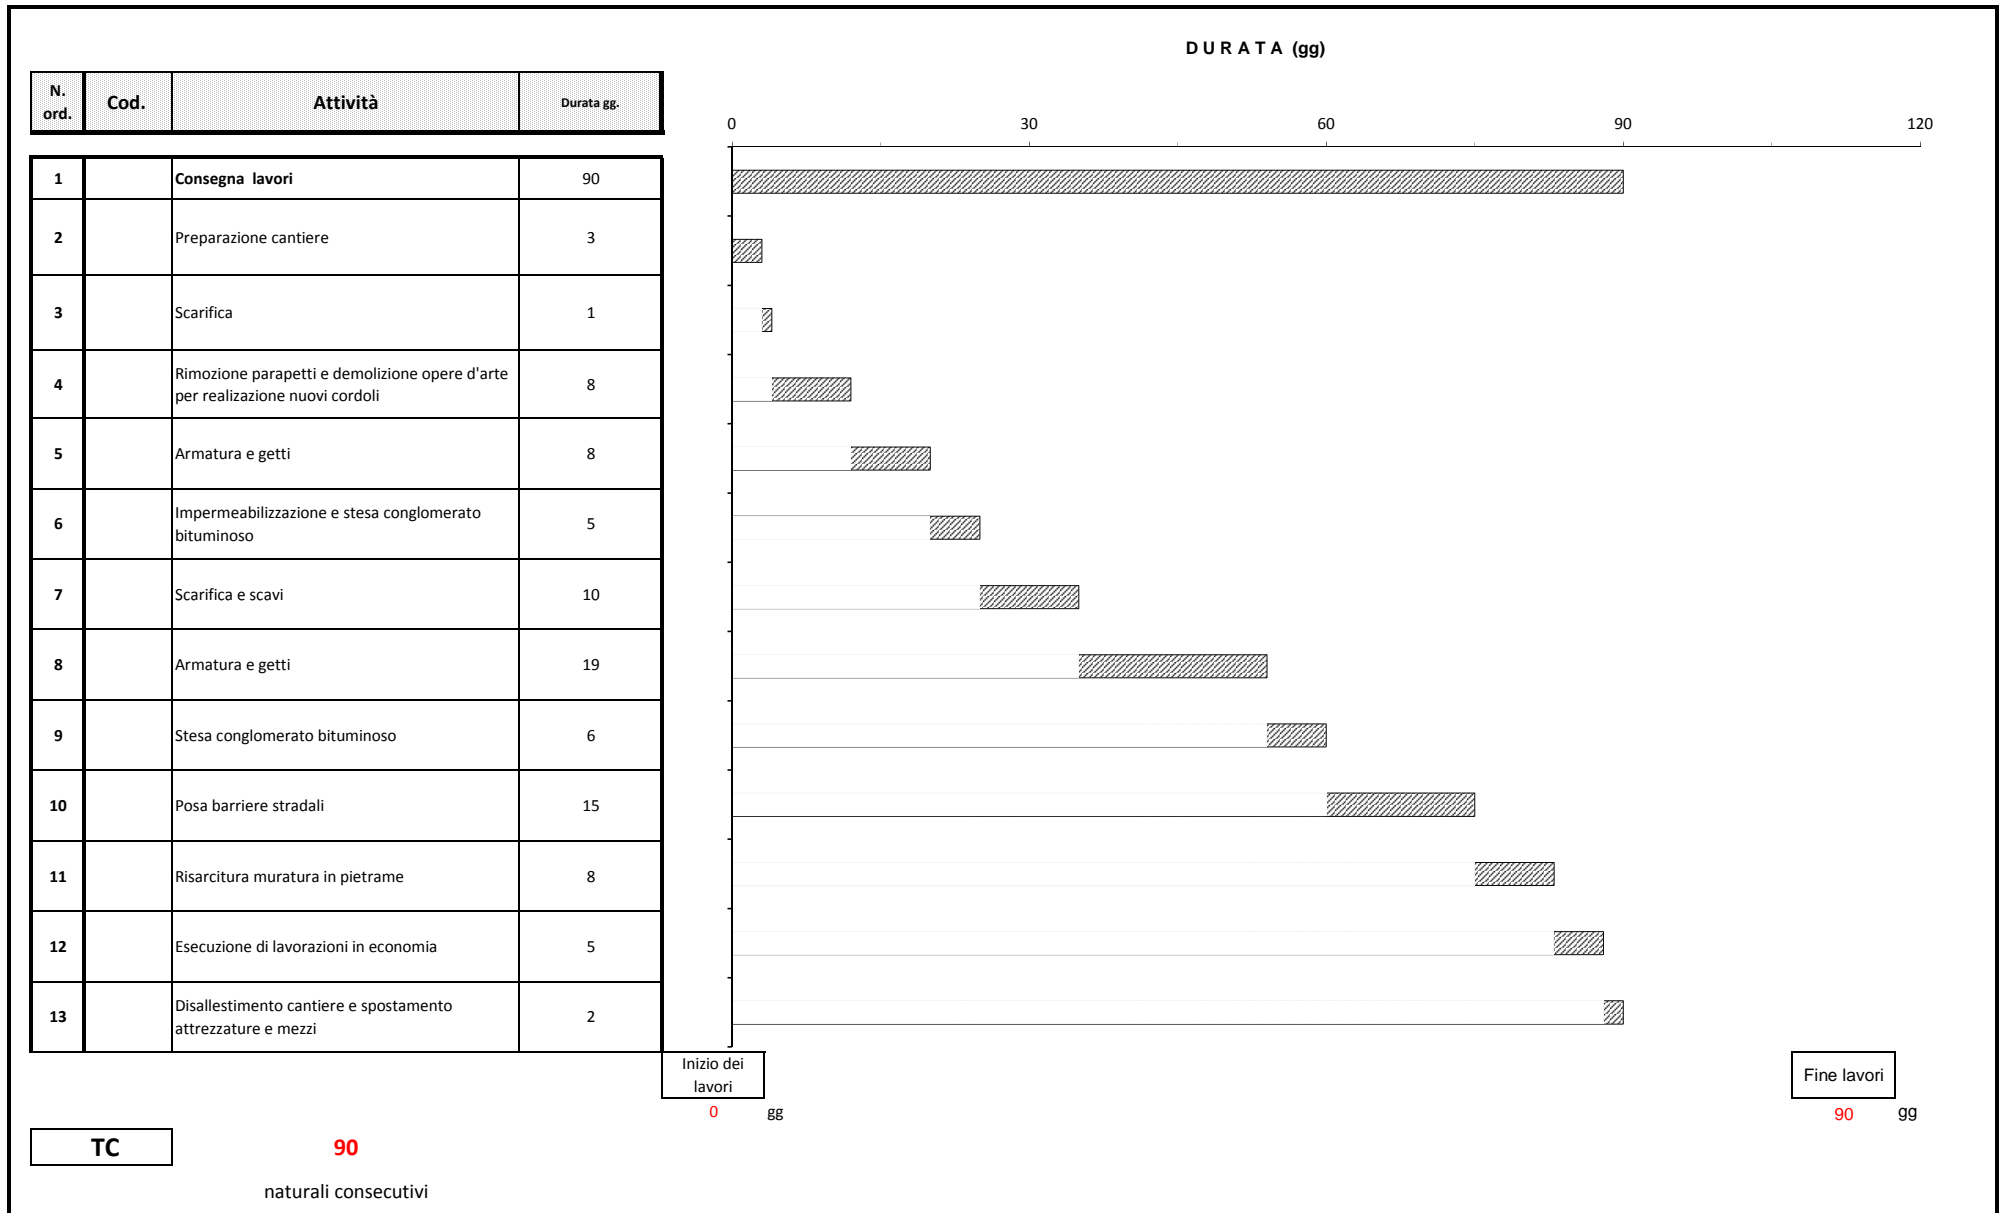 D U R A T A (gg)
N. ord. Cod. Attività Durata gg.
0 30 60 90 120
1 Consegna lavori 90
2 Preparazione cantiere 3
3 Scarifica 1
4 Rimozione parapetti e demolizione opere d'arte
per realizzazione nuovi cordoli 8
5 Armatura e getti 8
6 Impermeabilizzazione e stesa conglomerato
bituminoso 5
7 Scarifica e scavi 10
8 Armatura e getti 19
9 Stesa conglomerato bituminoso 6
10 Posa barriere stradali 15
11 Risarcitura muratura in pietrame 8
12 Esecuzione di lavorazioni in economia 5
13 Disallestimento cantiere e spostamento
attrezzature e mezzi 2
Inizio dei
lavori
0 gg
Fine lavori
90 gg
TC 90
naturali consecutivi